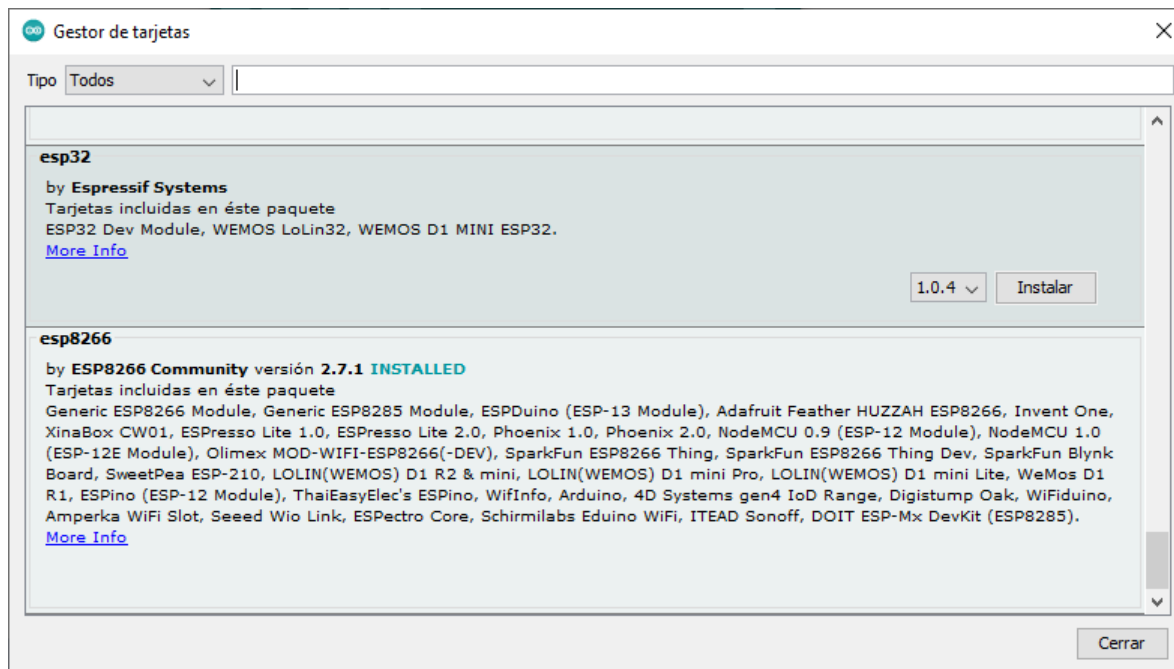 Gestor de tarjetas
Tipo Todos
esp32
by Espressif Systems
Tarjetas incluidas en éste paquete
ESP32 Dev Module, WEMOS LoLin32, WEMOS D1 MINI ESP32.
More Info
1.0.4 Instalar
esp8266
by ESP8266 Community versión 2.7.1 INSTALLED
Tarjetas incluidas en éste paquete
Generic ESP8266 Module, Generic ESP8285 Module, ESPDuino (ESP-13 Module), Adafruit Feather HUZZAH ESP8266, Invent One,
XinaBox CW01, ESPresso Lite 1.0, ESPresso Lite 2.0, Phoenix 1.0, Phoenix 2.0, NodeMCU 0.9 (ESP-12 Module), NodeMCU 1.0
(ESP-12E Module), Olimex MOD-WIFI-ESP8266(-DEV), SparkFun ESP8266 Thing, SparkFun ESP8266 Thing Dev, SparkFun Blynk
Board, SweetPea ESP-210, LOLIN(WEMOS) D1 R2 & mini, LOLIN(WEMOS) D1 mini Pro, LOLIN(WEMOS) D1 mini Lite, WeMos D1
R1, ESPino (ESP-12 Module), ThaiEasyElec's ESPino, WifInfo, Arduino, 4D Systems gen4 IoD Range, Digistump Oak, WiFiduino,
Amperka WiFi Slot, Seeed Wio Link, ESPectro Core, Schirmilabs Eduino WiFi, ITEAD Sonoff, DOIT ESP-Mx DevKit (ESP8285).
More Info
Cerrar